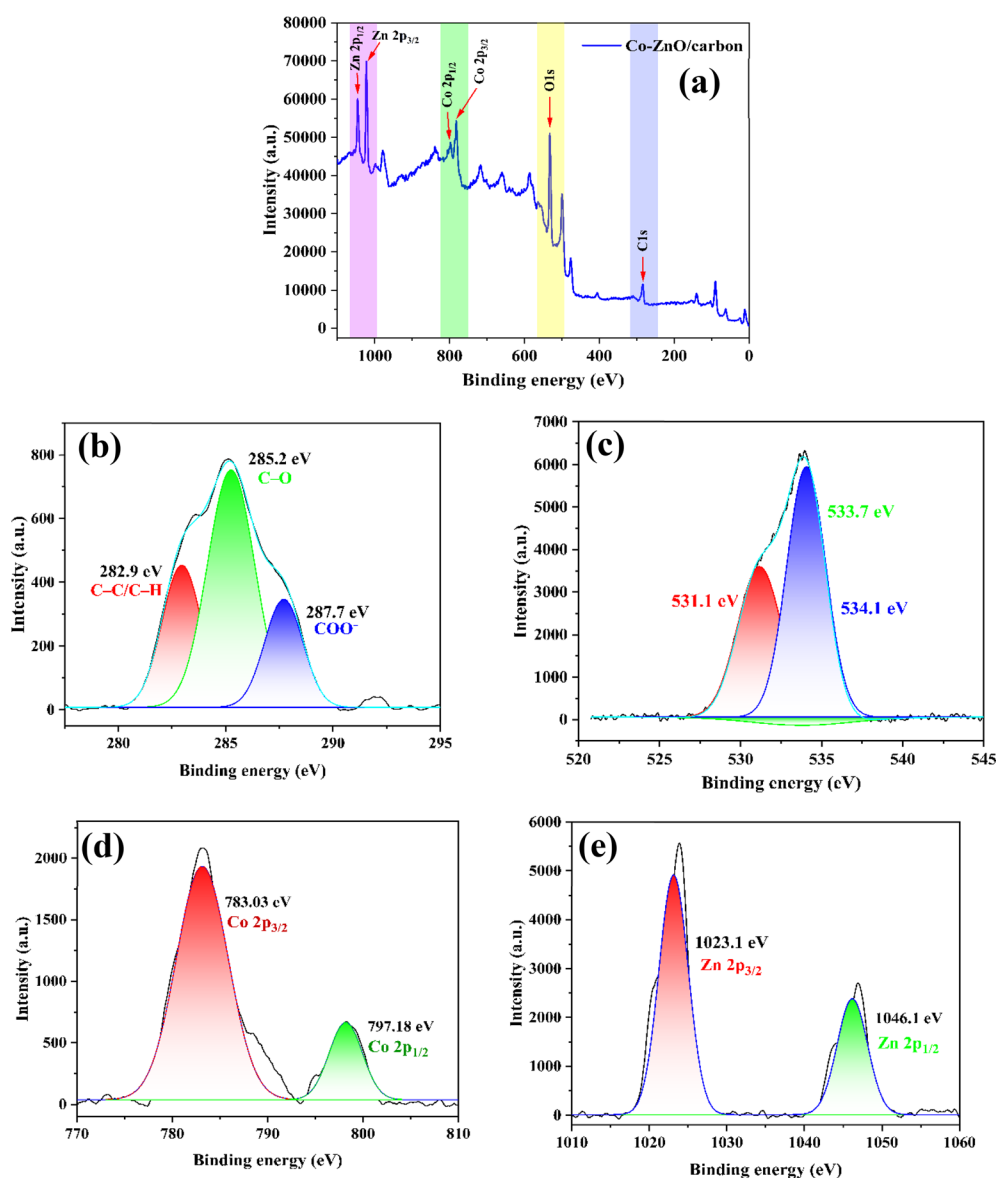 80000
70000
60000
50000
40000
30000
20000
10000
0
Intensity (a.u.)
Zn 2p1/2
Zn 2p3/2
Co 2p1/2
Co 2p3/2
O1s
C1s
Co-ZnO/carbon
(a)
1000 800 600 400 200 0
Binding energy (eV)
(b)
800
600
400
200
0
Intensity (a.u.)
285.2 eV
C–O
282.9 eV
C–C/C–H
287.7 eV
COO⁻
280 285 290 295
Binding energy (eV)
(c)
7000
6000
5000
4000
3000
2000
1000
0
Intensity (a.u.)
533.7 eV
531.1 eV
534.1 eV
520 525 530 535 540 545
Binding energy (eV)
(d)
2000
1500
1000
500
0
Intensity (a.u.)
783.03 eV
Co 2p3/2
797.18 eV
Co 2p1/2
770 780 790 800 810
Binding energy (eV)
(e)
6000
5000
4000
3000
2000
1000
0
Intensity (a.u.)
1023.1 eV
Zn 2p3/2
1046.1 eV
Zn 2p1/2
1010 1020 1030 1040 1050 1060
Binding energy (eV)